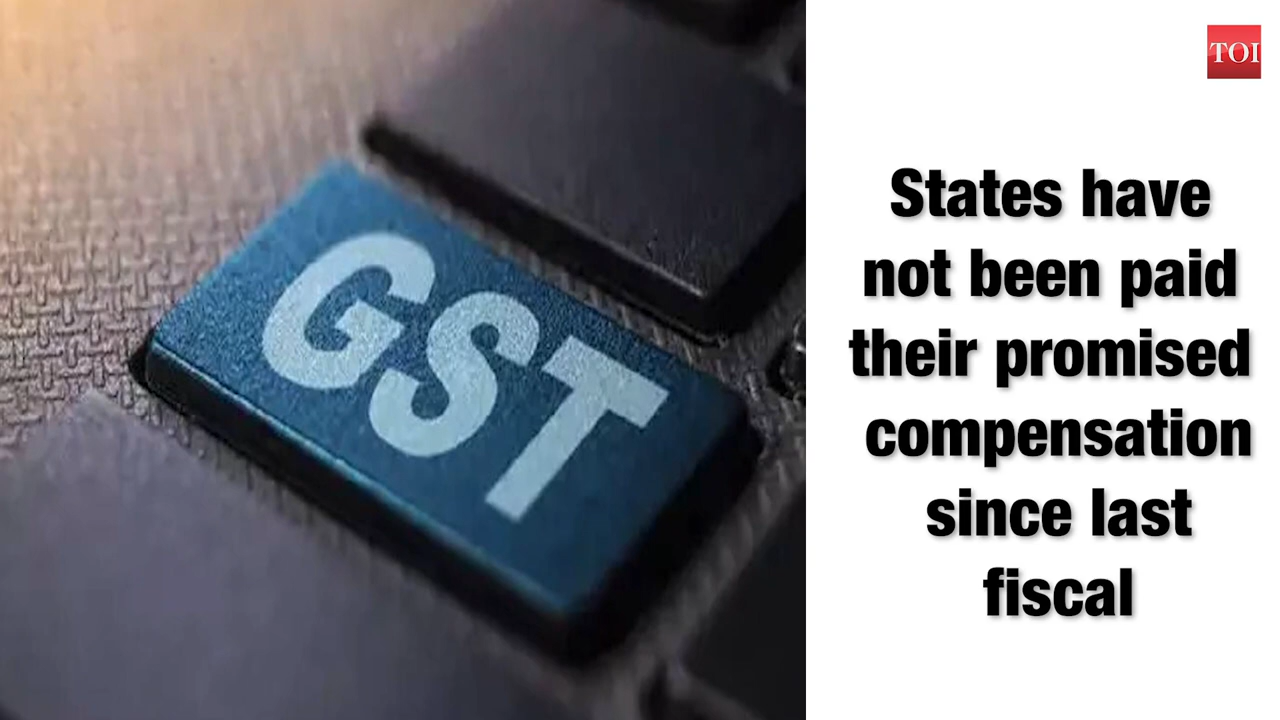 GST
TOI
States have
not been paid
their promised
compensation
since last
fiscal